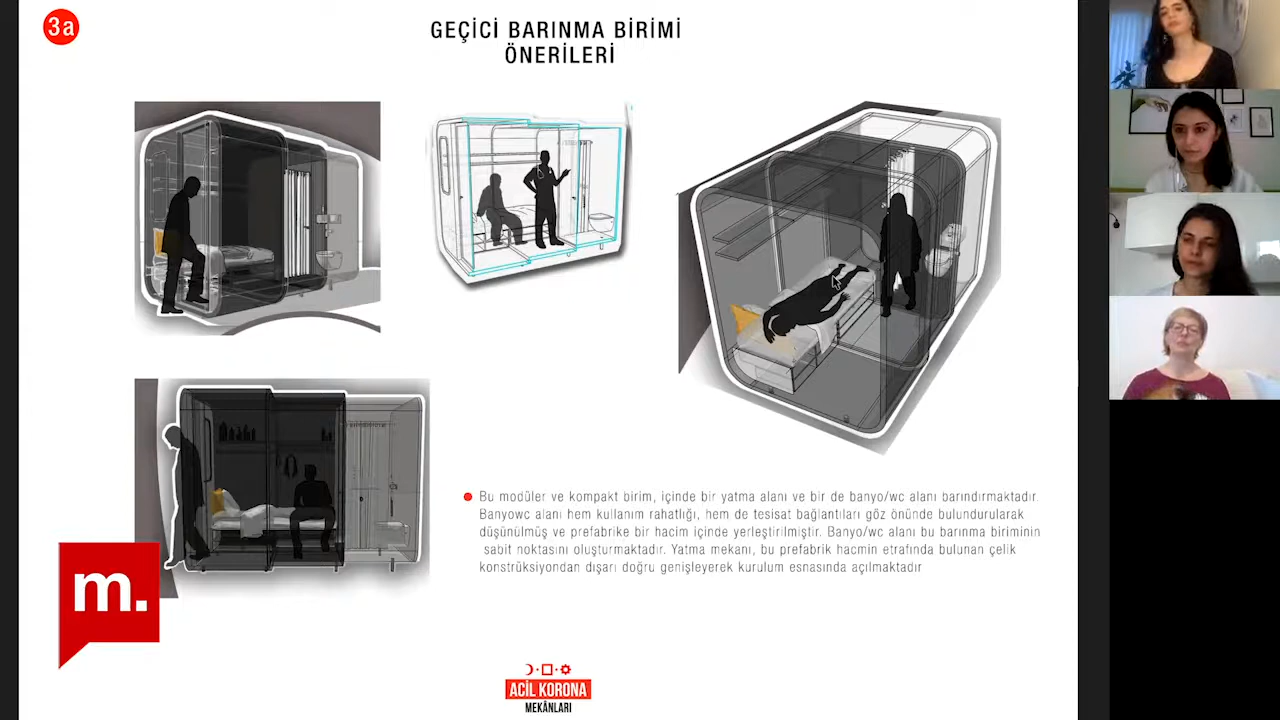 3a
GEÇİCİ BARINMA BİRİMİ
ÖNERİLERİ
Bu modüler ve kompakt birim, içinde bir yatma alanı ve bir de banyo/wc alanı barındırmaktadır.
Banyowc alanı hem kullanım rahatlığı, hem de tesisat bağlantıları göz önünde bulundurularak
düşünülmüş ve prefabrike bir hacim içinde yerleştirilmiştir. Banyo/wc alanı bu barınma biriminin
sabit noktasını oluşturmaktadır. Yatma mekanı, bu prefabrik hacmin etrafında bulunan çelik
konstrüksiyondan dışarı doğru genişleyerek kurulum esnasında açılmaktadır
m.
ACİL KORONA
MEKÂNLARI